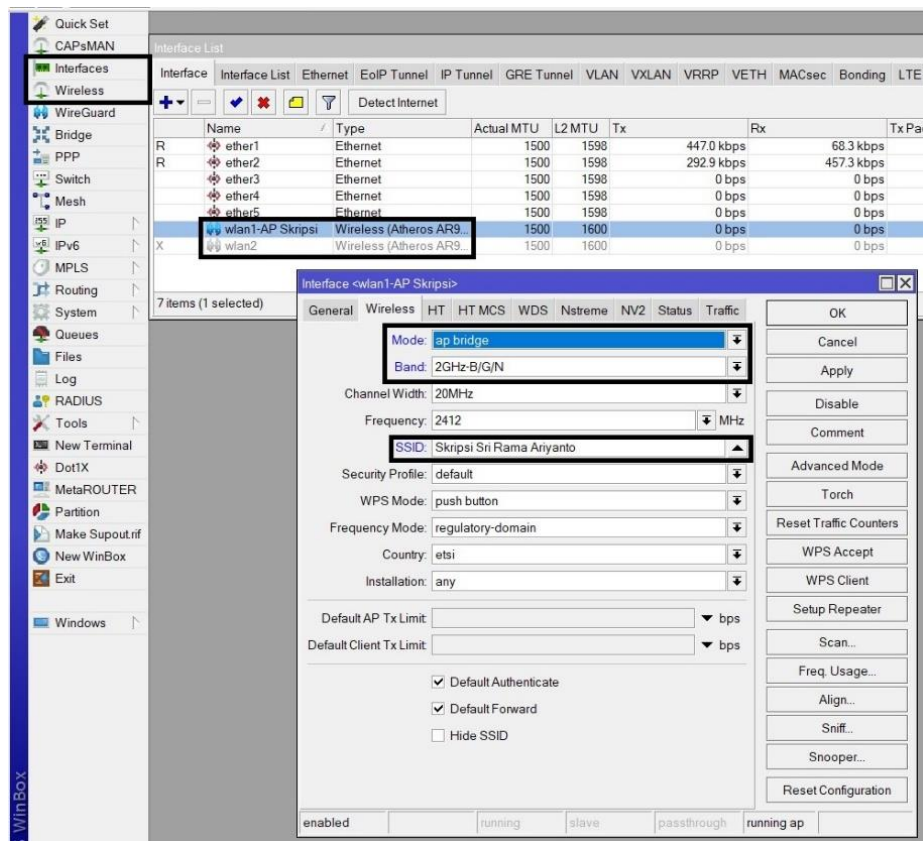 Quick Set
CAPsMAN
Interfaces
Wireless
WireGuard
Bridge
PPP
Switch
Mesh
IP
IPv6
MPLS
Routing
System
Queues
Files
Log
RADIUS
Tools
New Terminal
Dot1X
MetaROUTER
Partition
Make Supout.rif
New WinBox
Exit
Windows
WinBox
Interface List
Interface Interface List Ethernet EoIP Tunnel IP Tunnel GRE Tunnel VLAN VXLAN VRRP VETH MACsec Bonding LTE
Detect Internet
Name Type Actual MTU L2 MTU Tx Rx Tx Pa
R ether1 Ethernet 1500 1598 447.0 kbps 68.3 kbps
R ether2 Ethernet 1500 1598 292.9 kbps 457.3 kbps
ether3 Ethernet 1500 1598 0 bps 0 bps
ether4 Ethernet 1500 1598 0 bps 0 bps
ether5 Ethernet 1500 1598 0 bps 0 bps
wlan1-AP Skripsi Wireless (Atheros AR9... 1500 1600 0 bps 0 bps
X wlan2 Wireless (Atheros AR9... 1500 1600 0 bps 0 bps
7 items (1 selected)
Interface <wlan1-AP Skripsi>
General Wireless HT HT MCS WDS Nstreme NV2 Status Traffic
Mode: ap bridge
Band: 2GHz-B/G/N
Channel Width: 20MHz
Frequency: 2412 MHz
SSID: Skripsi Sri Rama Ariyanto
Security Profile: default
WPS Mode: push button
Frequency Mode: regulatory-domain
Country: etsi
Installation: any
Default AP Tx Limit: bps
Default Client Tx Limit: bps
Default Authenticate
Default Forward
Hide SSID
OK
Cancel
Apply
Disable
Comment
Advanced Mode
Torch
Reset Traffic Counters
WPS Accept
WPS Client
Setup Repeater
Scan...
Freq. Usage...
Align...
Sniff...
Snooper...
Reset Configuration
enabled running slave passthrough running ap